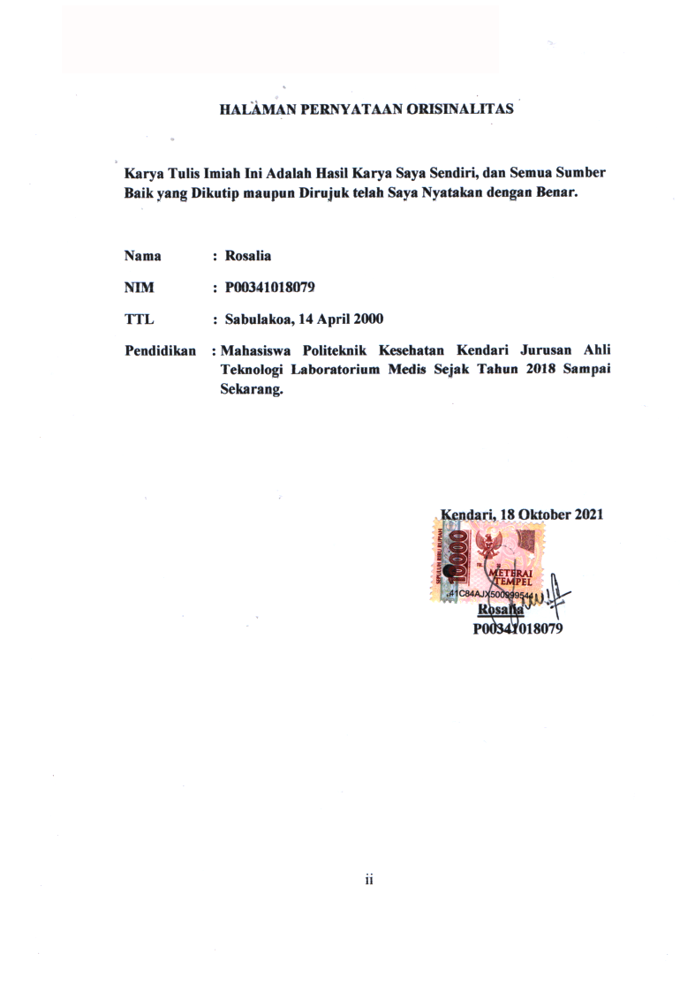 HALAMAN PERNYATAAN ORISINALITAS
Karya Tulis Imiah Ini Adalah Hasil Karya Saya Sendiri, dan Semua Sumber
Baik yang Dikutip maupun Dirujuk telah Saya Nyatakan dengan Benar.
Nama : Rosalia
NIM : P00341018079
TTL : Sabulakoa, 14 April 2000
Pendidikan : Mahasiswa Politeknik Kesehatan Kendari Jurusan Ahli
Teknologi Laboratorium Medis Sejak Tahun 2018 Sampai
Sekarang.
Kendari, 18 Oktober 2021
SEPULUH RIBU RUPIAH
10000
METERAI
TEMPEL
41C84AJX500999544
Rosalia
P00341018079
ii